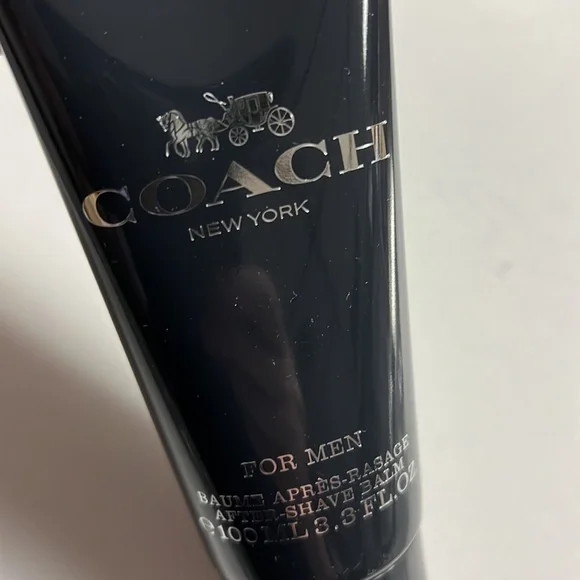 COACH
NEW YORK
FOR MEN
BAUME APRÈS-RASAGE
AFTER-SHAVE BALM
℮100 ML 3.3 FL.OZ